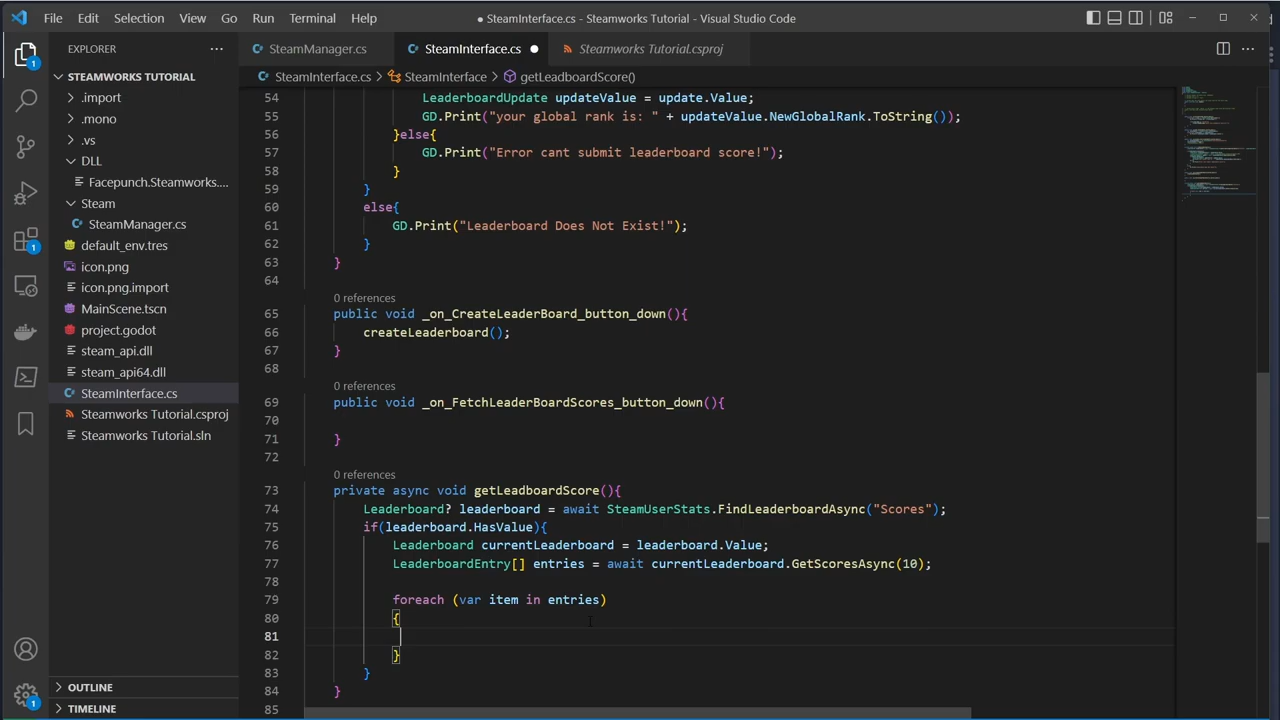 File Edit Selection View Go Run Terminal Help
● SteamInterface.cs - Steamworks Tutorial - Visual Studio Code
EXPLORER
STEAMWORKS TUTORIAL
.import
.mono
.vs
DLL
Facepunch.Steamworks....
Steam
SteamManager.cs
default_env.tres
icon.png
icon.png.import
MainScene.tscn
project.godot
steam_api.dll
steam_api64.dll
SteamInterface.cs
Steamworks Tutorial.csproj
Steamworks Tutorial.sln
OUTLINE
TIMELINE
1
1
1
SteamManager.cs SteamInterface.cs Steamworks Tutorial.csproj
SteamInterface.cs > SteamInterface > getLeadboardScore()
54 LeaderboardUpdate updateValue = update.Value;
55 GD.Print("your global rank is: " + updateValue.NewGlobalRank.ToString());
56 }else{
57 GD.Print("Error cant submit leaderboard score!");
58 }
59 }
60 else{
61 GD.Print("Leaderboard Does Not Exist!");
62 }
63 }
64
0 references
65 public void _on_CreateLeaderBoard_button_down(){
66 createLeaderboard();
67 }
68
0 references
69 public void _on_FetchLeaderBoardScores_button_down(){
70
71 }
72
0 references
73 private async void getLeadboardScore(){
74 Leaderboard? leaderboard = await SteamUserStats.FindLeaderboardAsync("Scores");
75 if(leaderboard.HasValue){
76 Leaderboard currentLeaderboard = leaderboard.Value;
77 LeaderboardEntry[] entries = await currentLeaderboard.GetScoresAsync(10);
78
79 foreach (var item in entries)
80 {
81
82 }
83 }
84 }
85